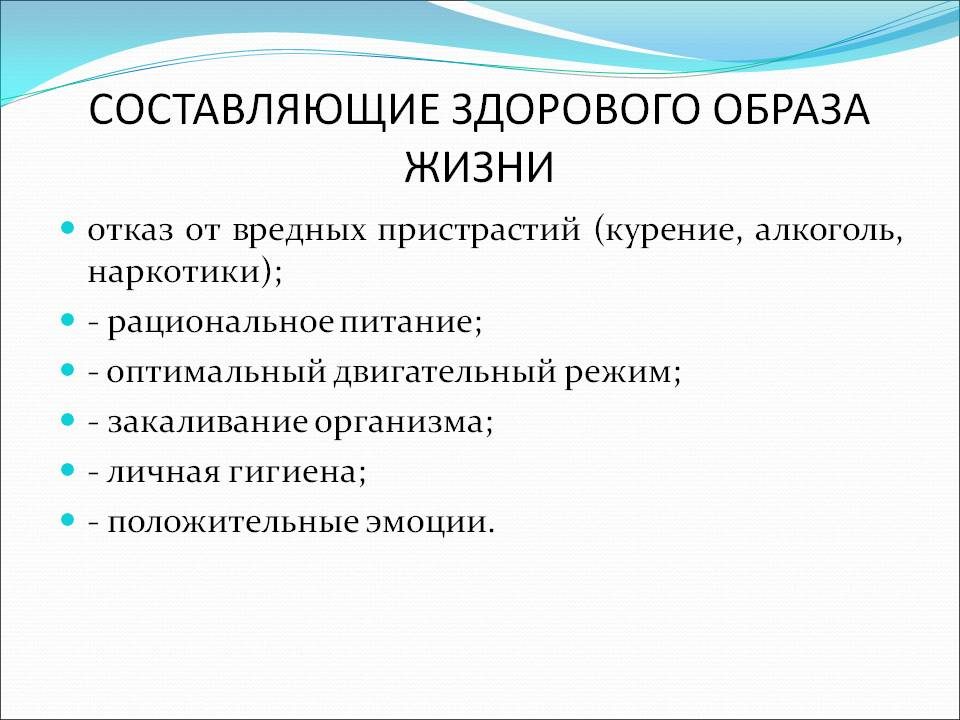 СОСТАВЛЯЮЩИЕ ЗДОРОВОГО ОБРАЗА
ЖИЗНИ
отказ от вредных пристрастий (курение, алкоголь,
наркотики);
- рациональное питание;
- оптимальный двигательный режим;
- закаливание организма;
- личная гигиена;
- положительные эмоции.